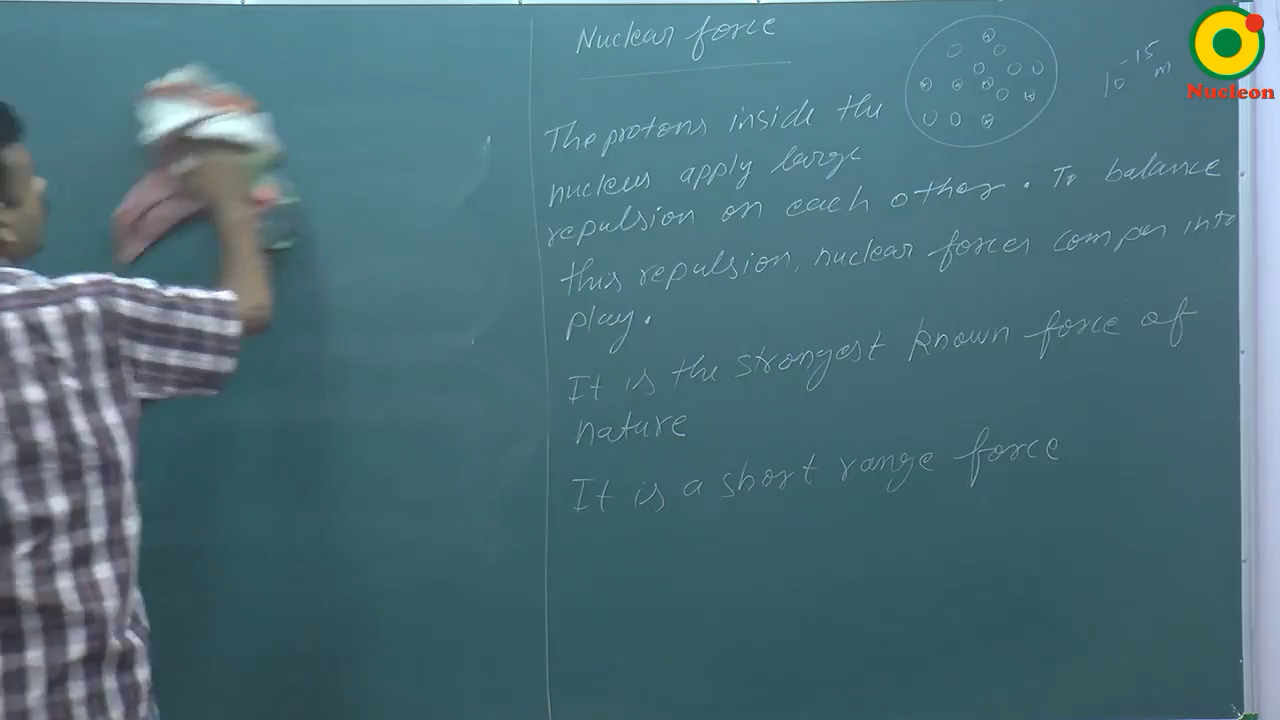 Nuclear force
10⁻¹⁵ m
Nucleon
The protons inside the
nucleus apply large
repulsion on each other. To balance
this repulsion, nuclear forces comes into
play.
It is the strongest known force of
nature
It is a short range force